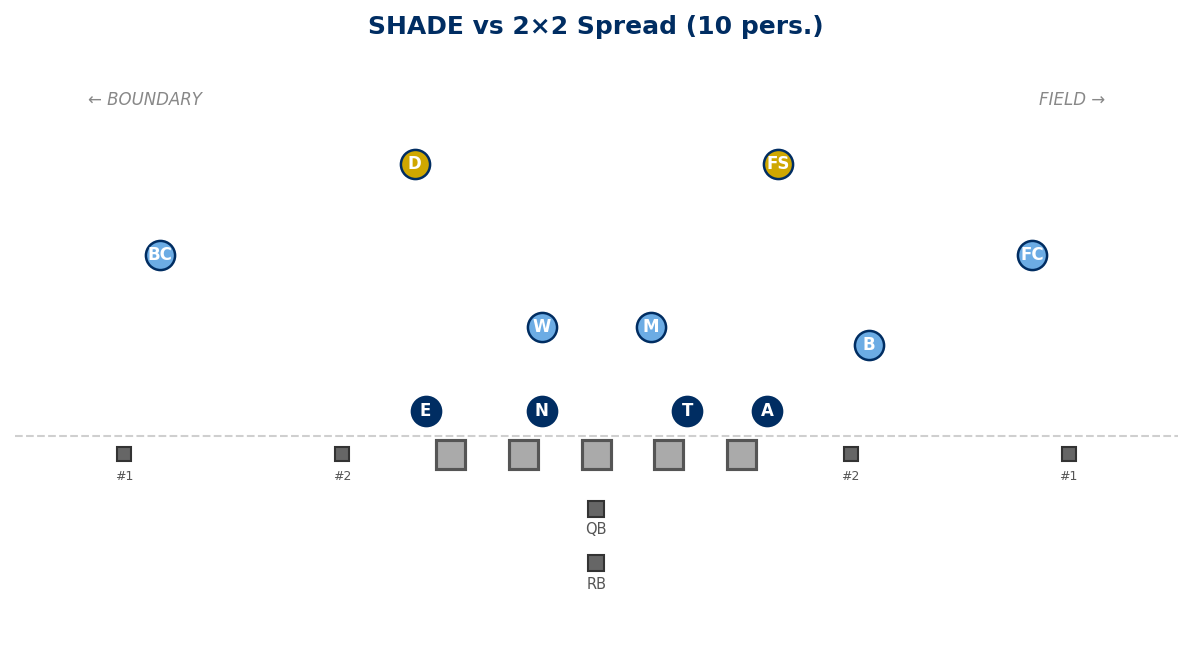 SHADE vs 2×2 Spread (10 pers.)
← BOUNDARY
FIELD →
D
FS
BC
FC
W
M
B
E
N
T
A
#1
#2
#2
#1
QB
RB